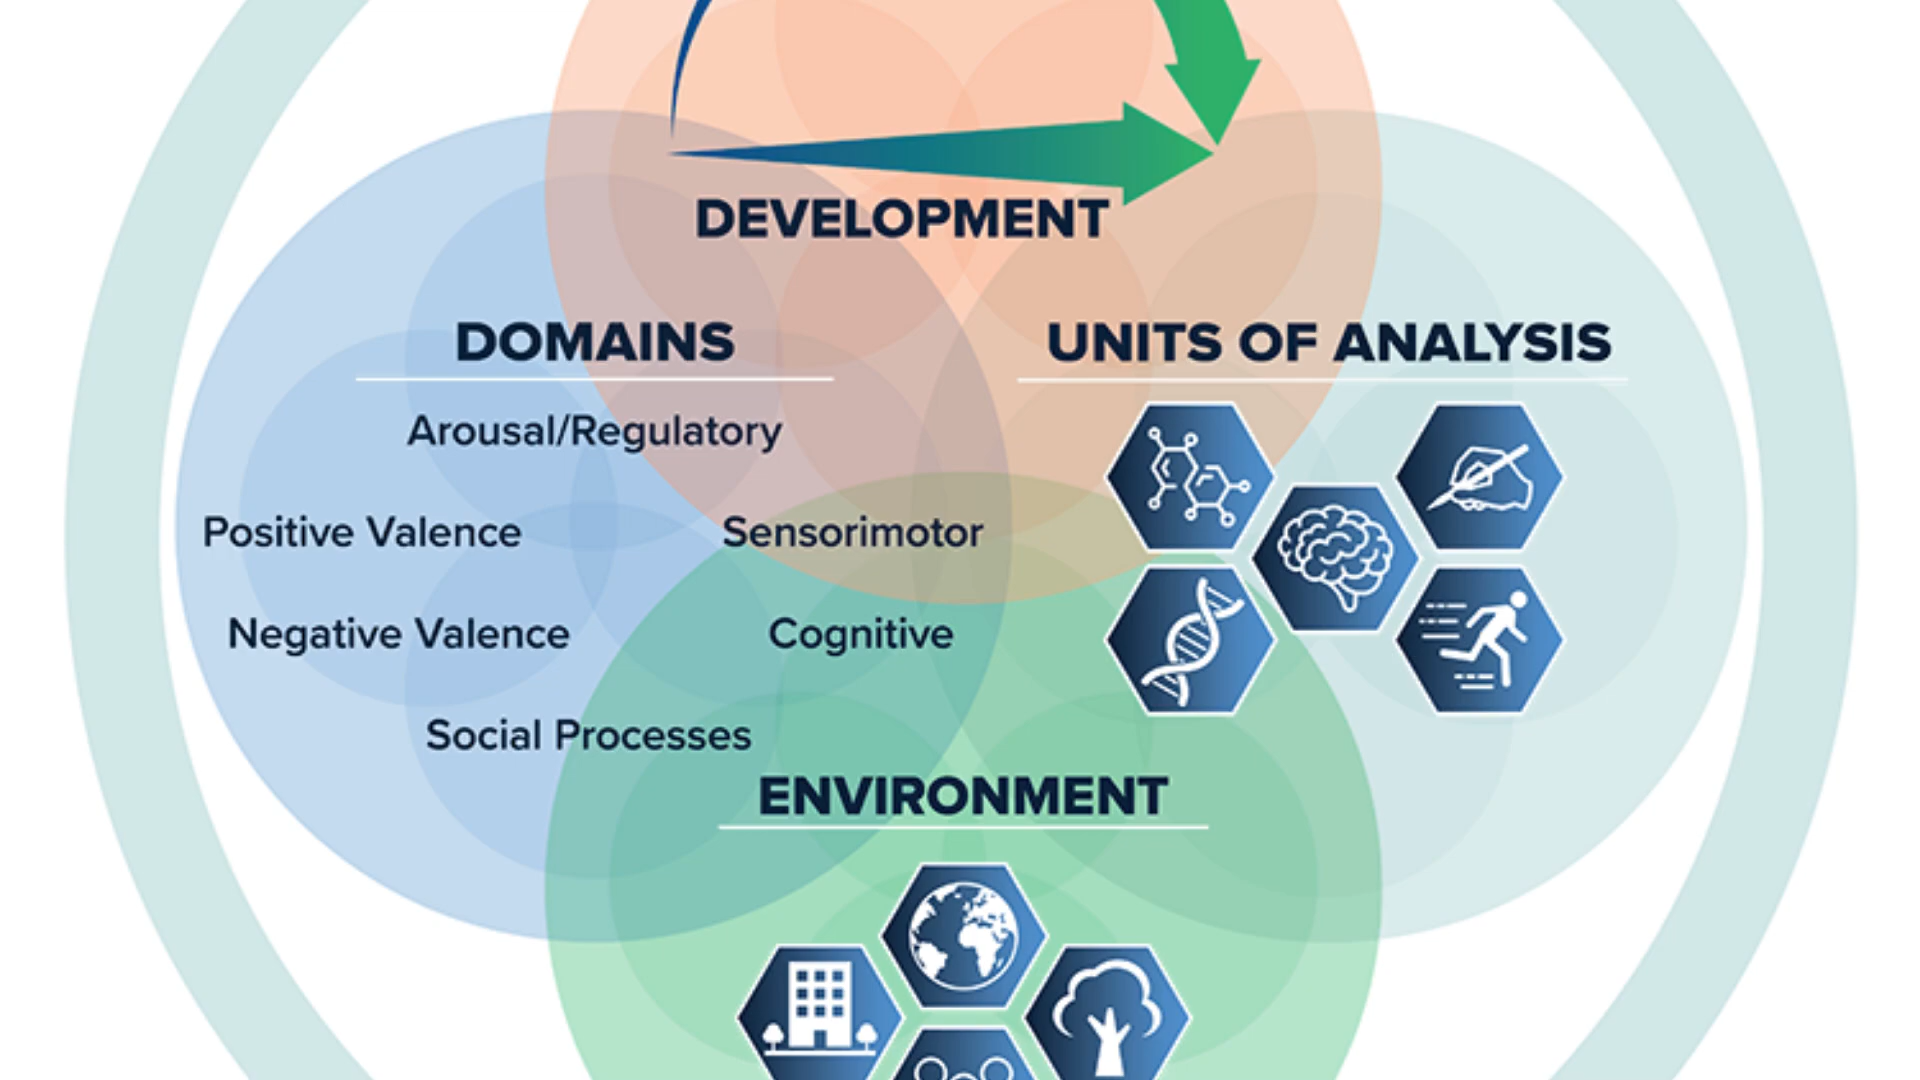 DEVELOPMENT
DOMAINS
Arousal/Regulatory
Positive Valence
Sensorimotor
Negative Valence
Cognitive
Social Processes
UNITS OF ANALYSIS
ENVIRONMENT